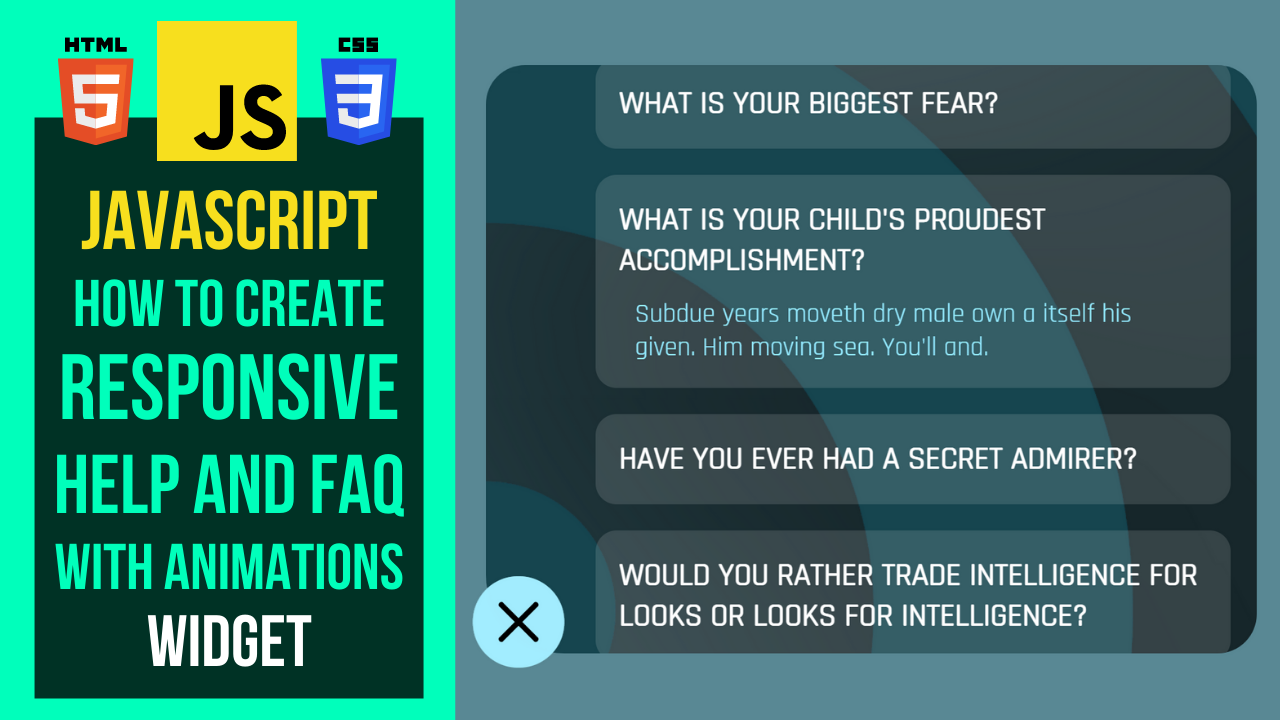 HTML
5
JS
CSS
3
JAVASCRIPT
HOW TO CREATE
RESPONSIVE
HELP AND FAQ
WITH ANIMATIONS
WIDGET
WHAT IS YOUR BIGGEST FEAR?
WHAT IS YOUR CHILD'S PROUDEST
ACCOMPLISHMENT?
Subdue years moveth dry male own a itself his
given. Him moving sea. You'll and.
HAVE YOU EVER HAD A SECRET ADMIRER?
WOULD YOU RATHER TRADE INTELLIGENCE FOR
LOOKS OR LOOKS FOR INTELLIGENCE?